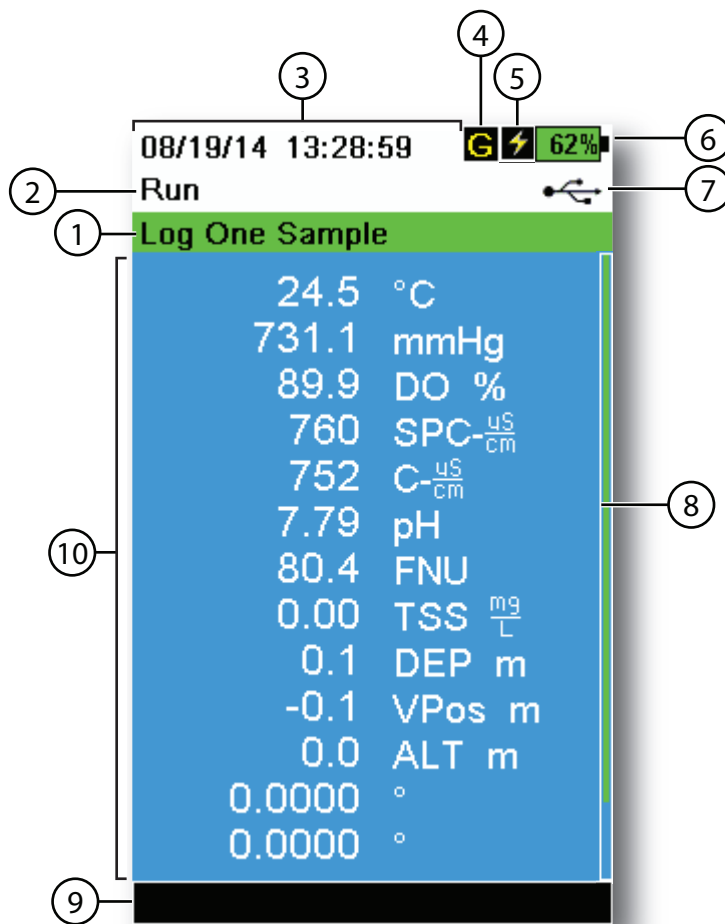 4
3
5
08/19/14 13:28:59 G 62% 6
2 Run 7
1 Log One Sample
24.5 °C
731.1 mmHg
89.9 DO %
760 SPC-uS/cm
752 C-uS/cm
8
7.79 pH
10
80.4 FNU
0.00 TSS mg/L
0.1 DEP m
-0.1 VPos m
0.0 ALT m
0.0000 °
0.0000 °
9